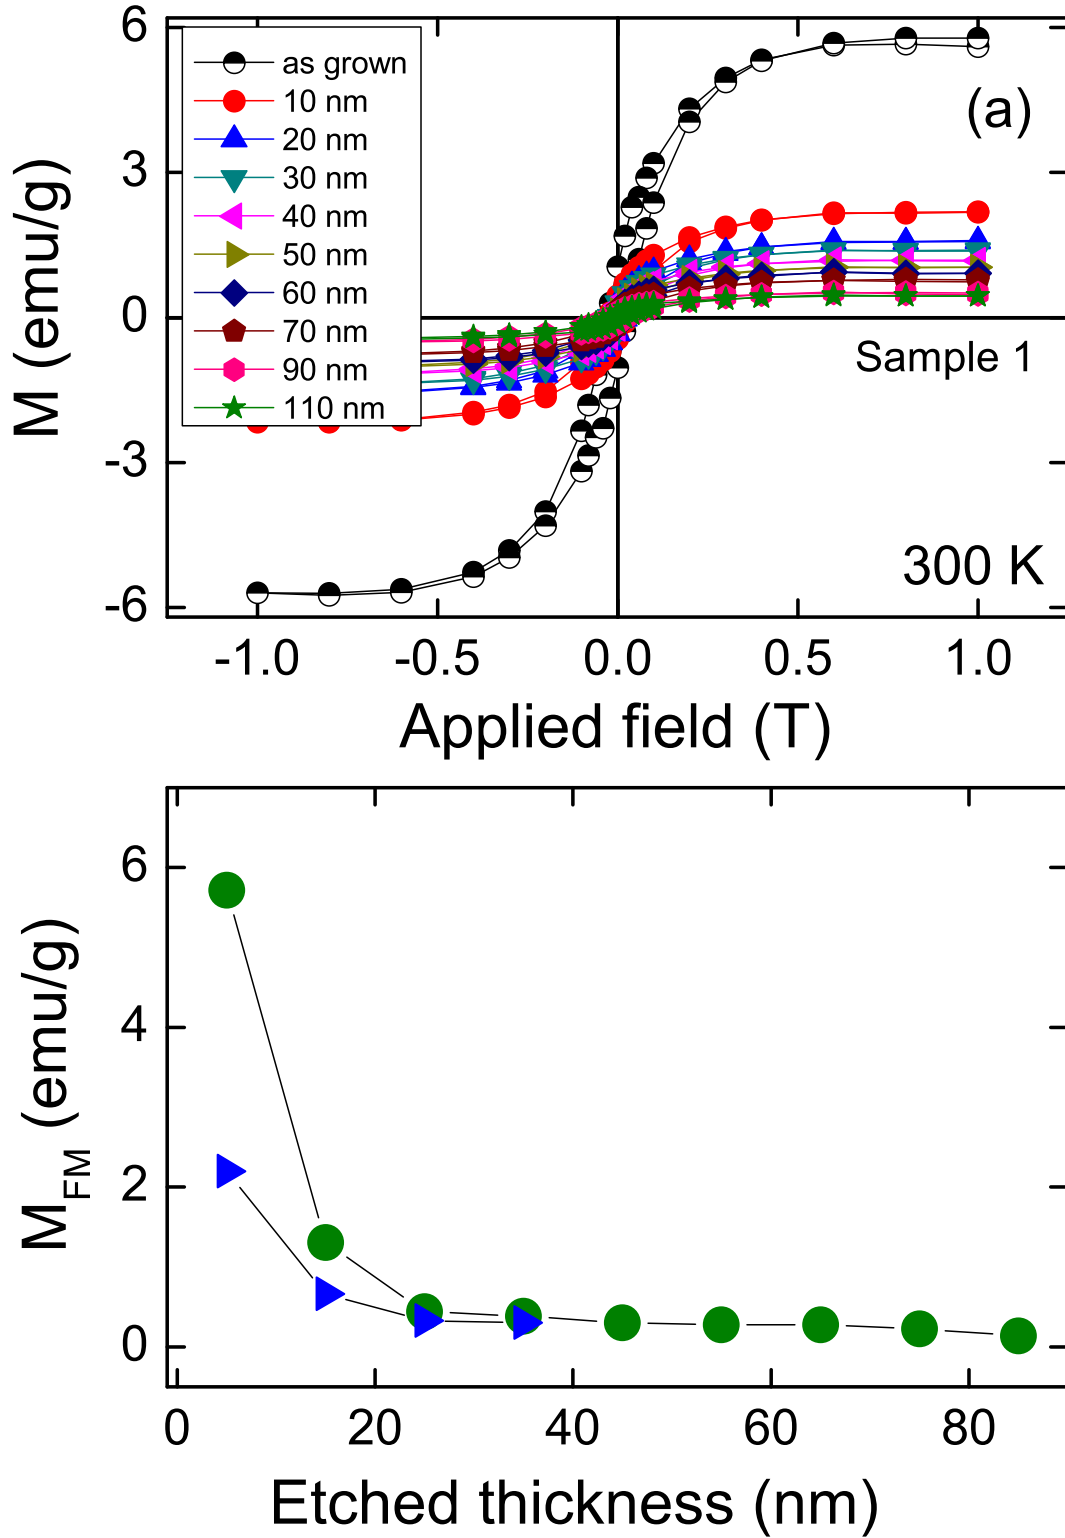 6
3
0
-3
-6
M (emu/g)
as grown
10 nm
20 nm
30 nm
40 nm
50 nm
60 nm
70 nm
90 nm
110 nm
(a)
Sample 1
300 K
-1.0 -0.5 0.0 0.5 1.0
Applied field (T)
6
4
2
0
M_FM (emu/g)
0 20 40 60 80
Etched thickness (nm)